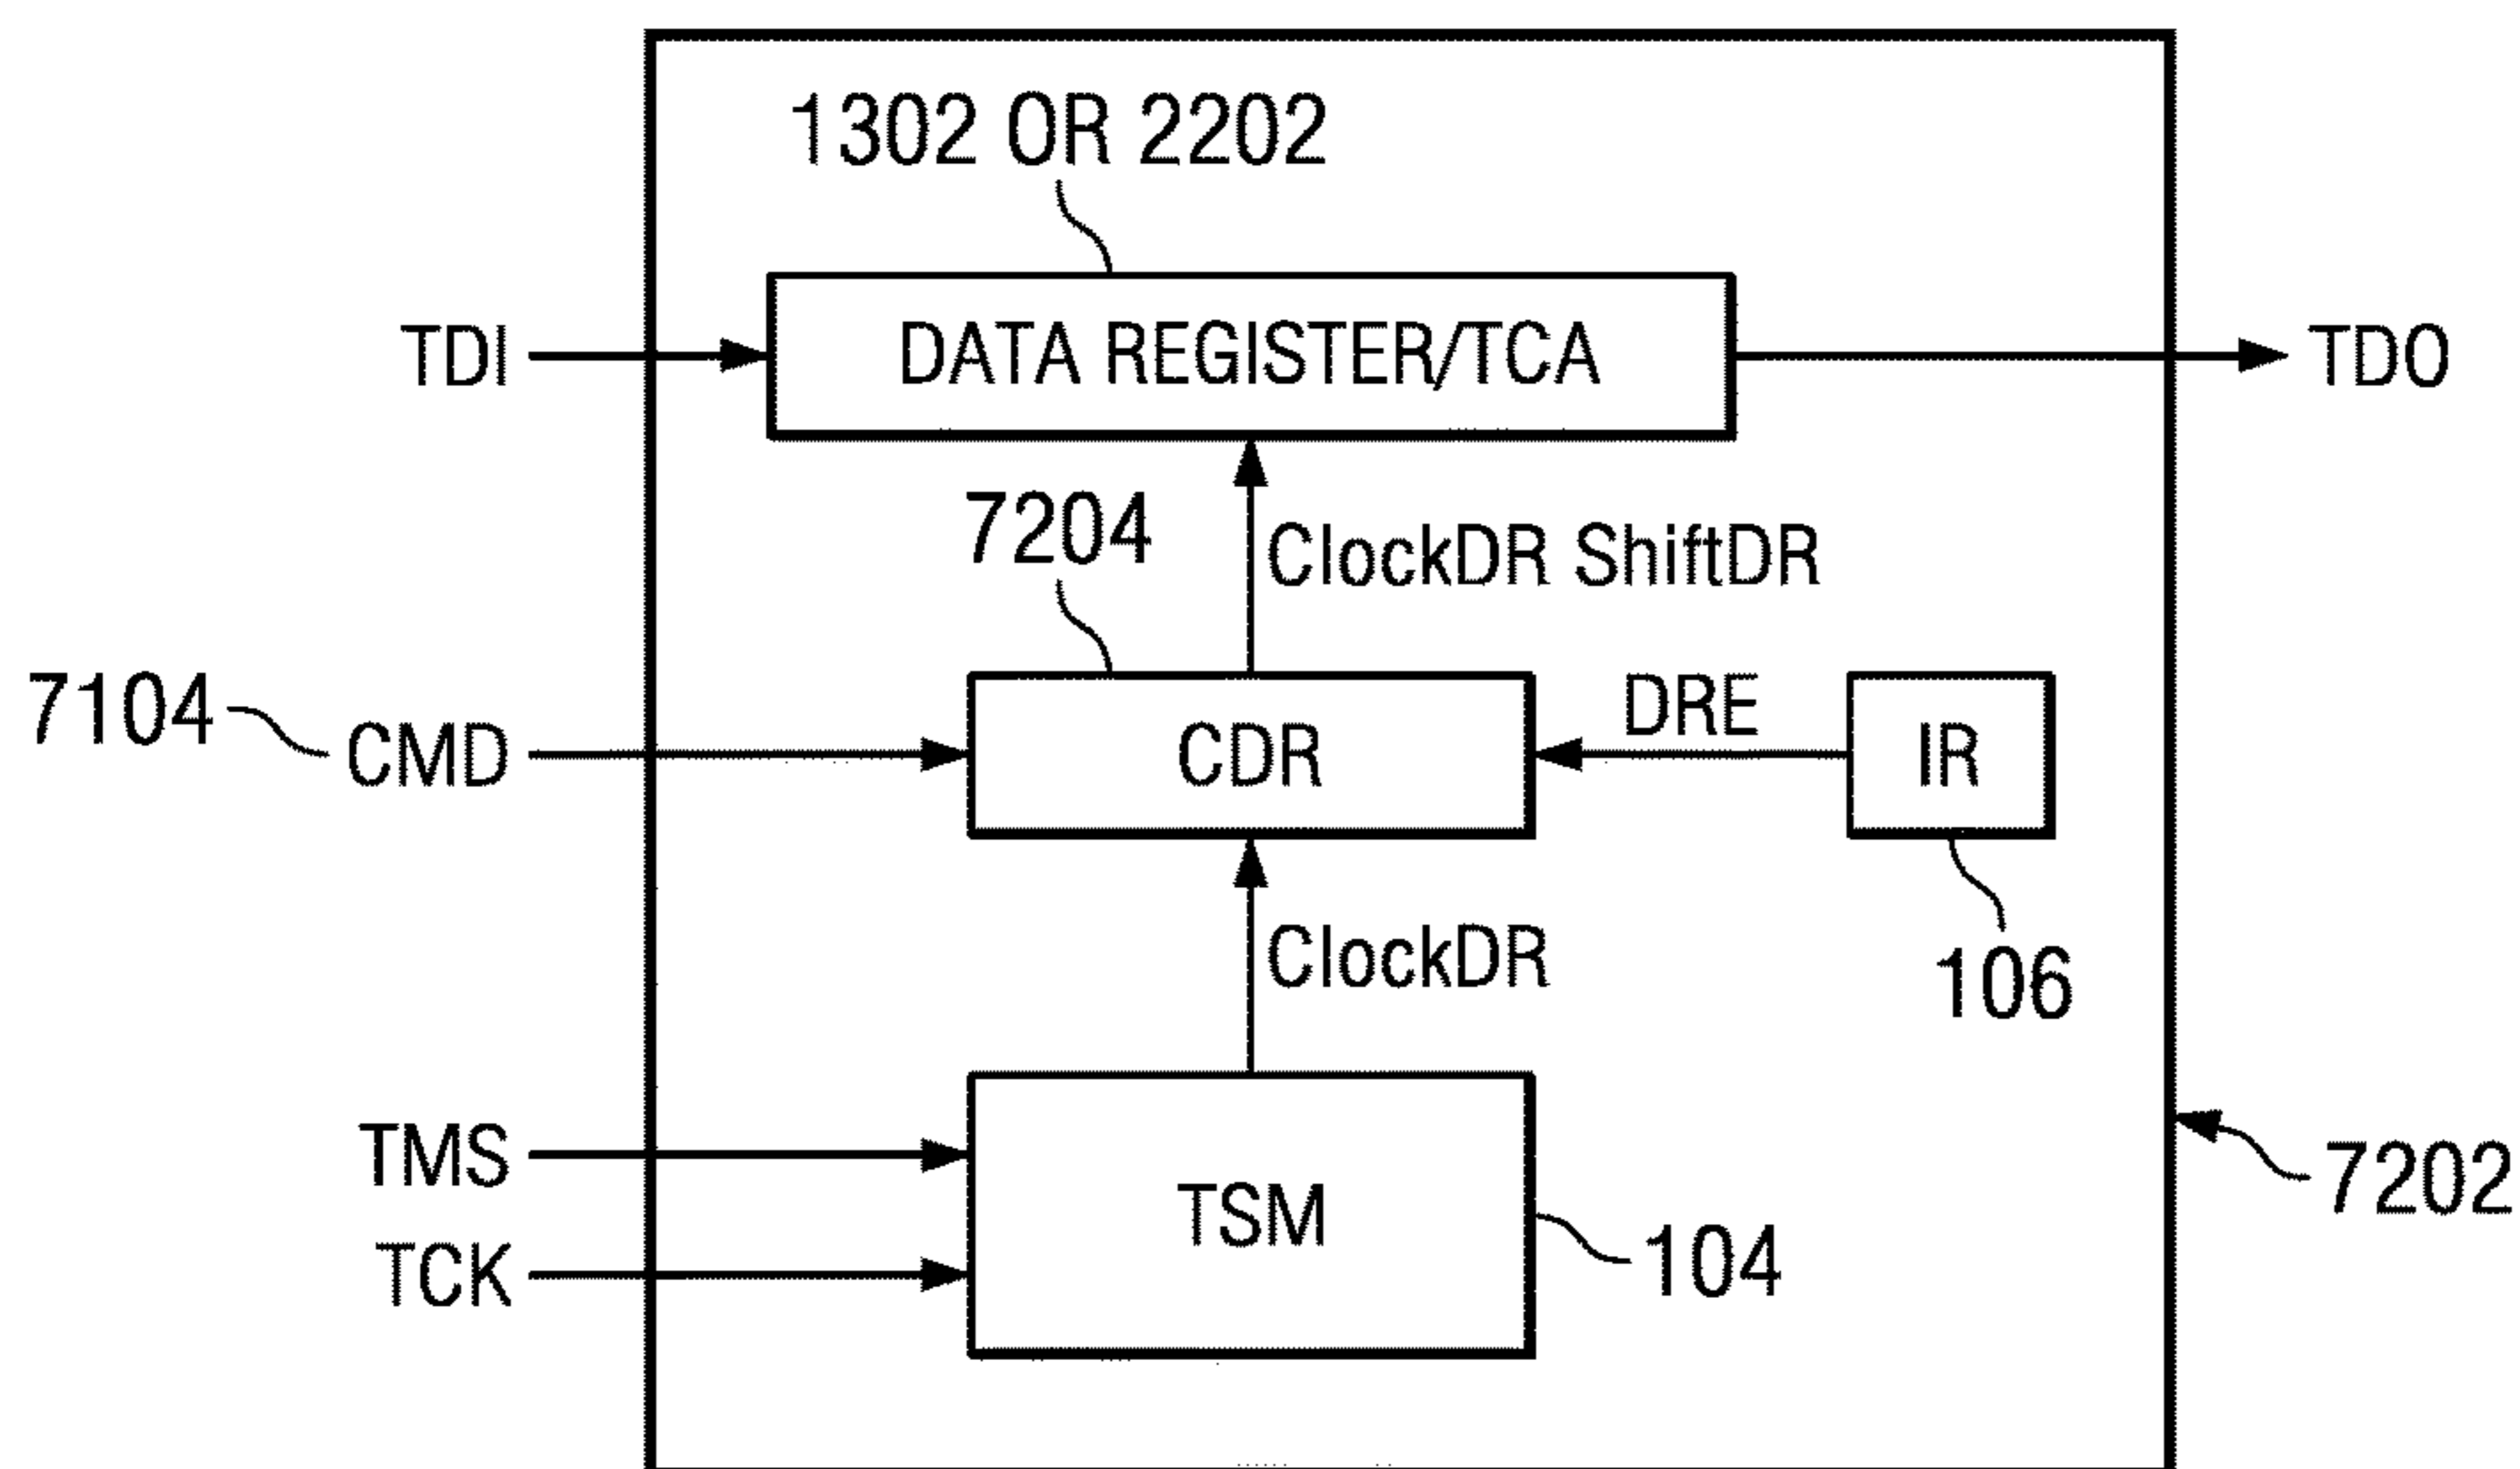 1302 OR 2202
TDI
DATA REGISTER/TCA
TDO
7204
ClockDR ShiftDR
7104
CMD
CDR
DRE
IR
ClockDR
106
TMS
TSM
7202
TCK
104